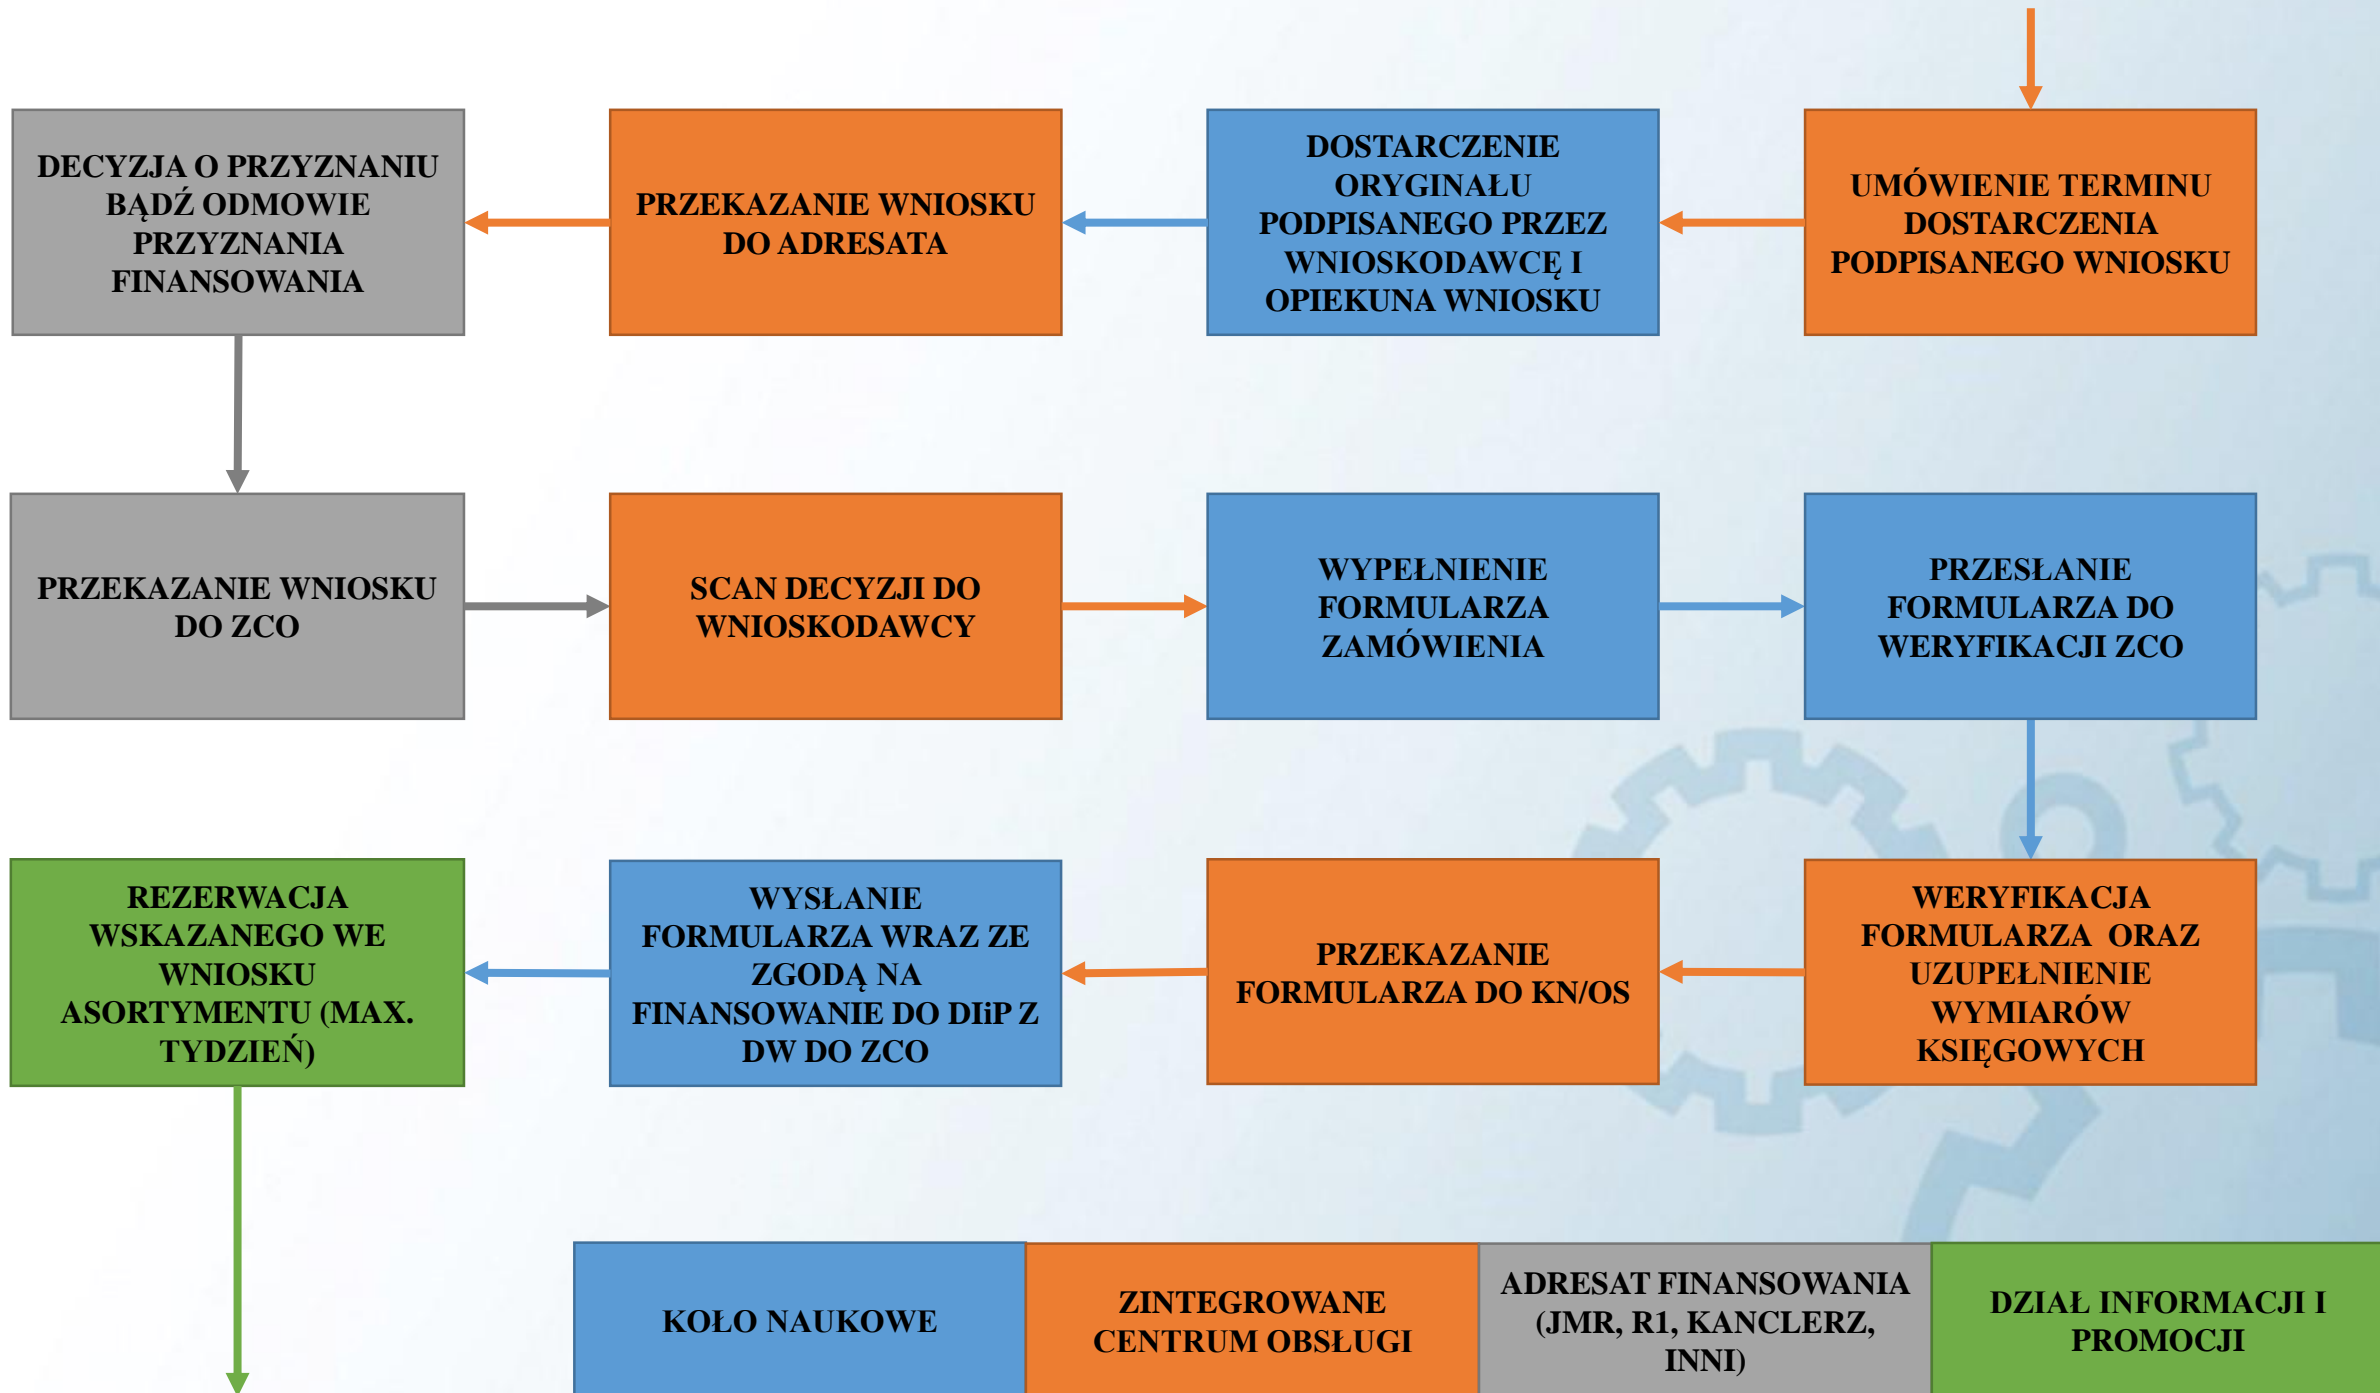 DECYZJA O PRZYZNANIU
BĄDŹ ODMOWIE
PRZYZNANIA
FINANSOWANIA
PRZEKAZANIE WNIOSKU
DO ADRESATA
DOSTARCZENIE
ORYGINAŁU
PODPISANEGO PRZEZ
WNIOSKODAWCĘ I
OPIEKUNA WNIOSKU
UMÓWIENIE TERMINU
DOSTARCZENIA
PODPISANEGO WNIOSKU
PRZEKAZANIE WNIOSKU
DO ZCO
SCAN DECYZJI DO
WNIOSKODAWCY
WYPEŁNIENIE
FORMULARZA
ZAMÓWIENIA
PRZESŁANIE
FORMULARZA DO
WERYFIKACJI ZCO
REZERWACJA
WSKAZANEGO WE
WNIOSKU
ASORTYMENTU (MAX.
TYDZIEŃ)
WYSŁANIE
FORMULARZA WRAZ ZE
ZGODĄ NA
FINANSOWANIE DO DIiP Z
DW DO ZCO
PRZEKAZANIE
FORMULARZA DO KN/OS
WERYFIKACJA
FORMULARZA ORAZ
UZUPEŁNIENIE
WYMIARÓW
KSIĘGOWYCH
KOŁO NAUKOWE
ZINTEGROWANE
CENTRUM OBSŁUGI
ADRESAT FINANSOWANIA
(JMR, R1, KANCLERZ,
INNI)
DZIAŁ INFORMACJI I
PROMOCJI